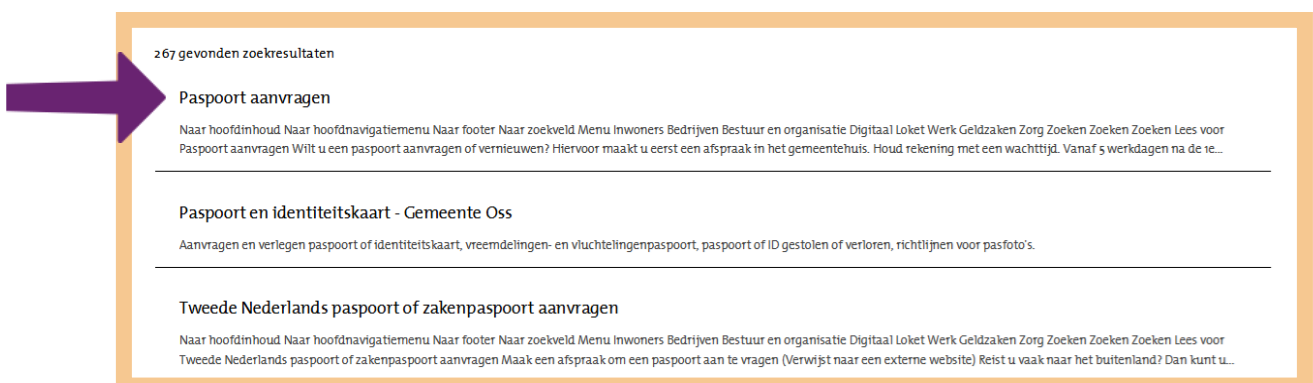 267 gevonden zoekresultaten
Paspoort aanvragen
Naar hoofdinhoud Naar hoofdnavigatiemenu Naar footer Naar zoekveld Menu Inwoners Bedrijven Bestuur en organisatie Digitaal Loket Werk Geldzaken Zorg Zoeken Zoeken Zoeken Lees voor
Paspoort aanvragen Wilt u een paspoort aanvragen of vernieuwen? Hiervoor maakt u eerst een afspraak in het gemeentehuis. Houd rekening met een wachttijd. Vanaf 5 werkdagen na de 1e...
Paspoort en identiteitskaart - Gemeente Oss
Aanvragen en verlegen paspoort of identiteitskaart, vreemdelingen- en vluchtelingenpaspoort, paspoort of ID gestolen of verloren, richtlijnen voor pasfoto's.
Tweede Nederlands paspoort of zakenpaspoort aanvragen
Naar hoofdinhoud Naar hoofdnavigatiemenu Naar footer Naar zoekveld Menu Inwoners Bedrijven Bestuur en organisatie Digitaal Loket Werk Geldzaken Zorg Zoeken Zoeken Zoeken Lees voor
Tweede Nederlands paspoort of zakenpaspoort aanvragen Maak een afspraak om een paspoort aan te vragen (Verwijst naar een externe website) Reist u vaak naar het buitenland? Dan kunt u...